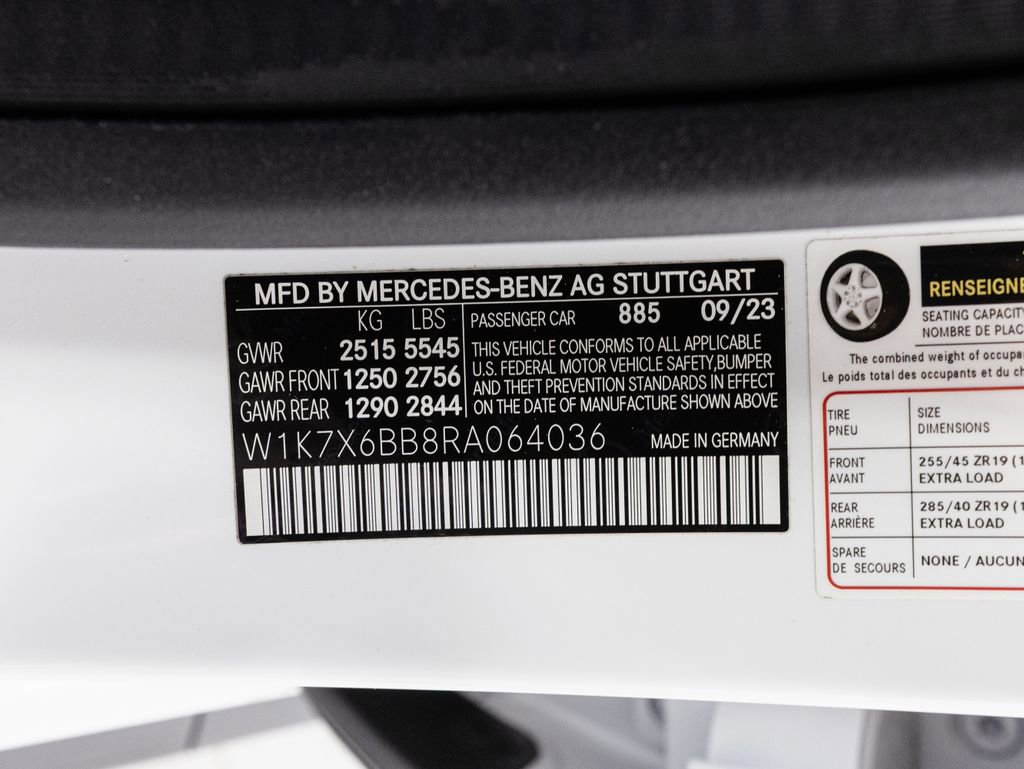 MFD BY MERCEDES-BENZ AG STUTTGART
KG LBS
GVWR 2515 5545
GAWR FRONT 1250 2756
GAWR REAR 1290 2844
PASSENGER CAR 885 09/23
THIS VEHICLE CONFORMS TO ALL APPLICABLE
U.S. FEDERAL MOTOR VEHICLE SAFETY,BUMPER
AND THEFT PREVENTION STANDARDS IN EFFECT
ON THE DATE OF MANUFACTURE SHOWN ABOVE
W1K7X6BB8RA064036 MADE IN GERMANY
RENSEIGNE
SEATING CAPACITY
NOMBRE DE PLAC
The combined weight of occupa
Le poids total des occupants et du ch
TIRE SIZE
PNEU DIMENSIONS
FRONT 255/45 ZR19 (1
AVANT EXTRA LOAD
REAR 285/40 ZR19 (1
ARRIÈRE EXTRA LOAD
SPARE
DE SECOURS NONE / AUCUN